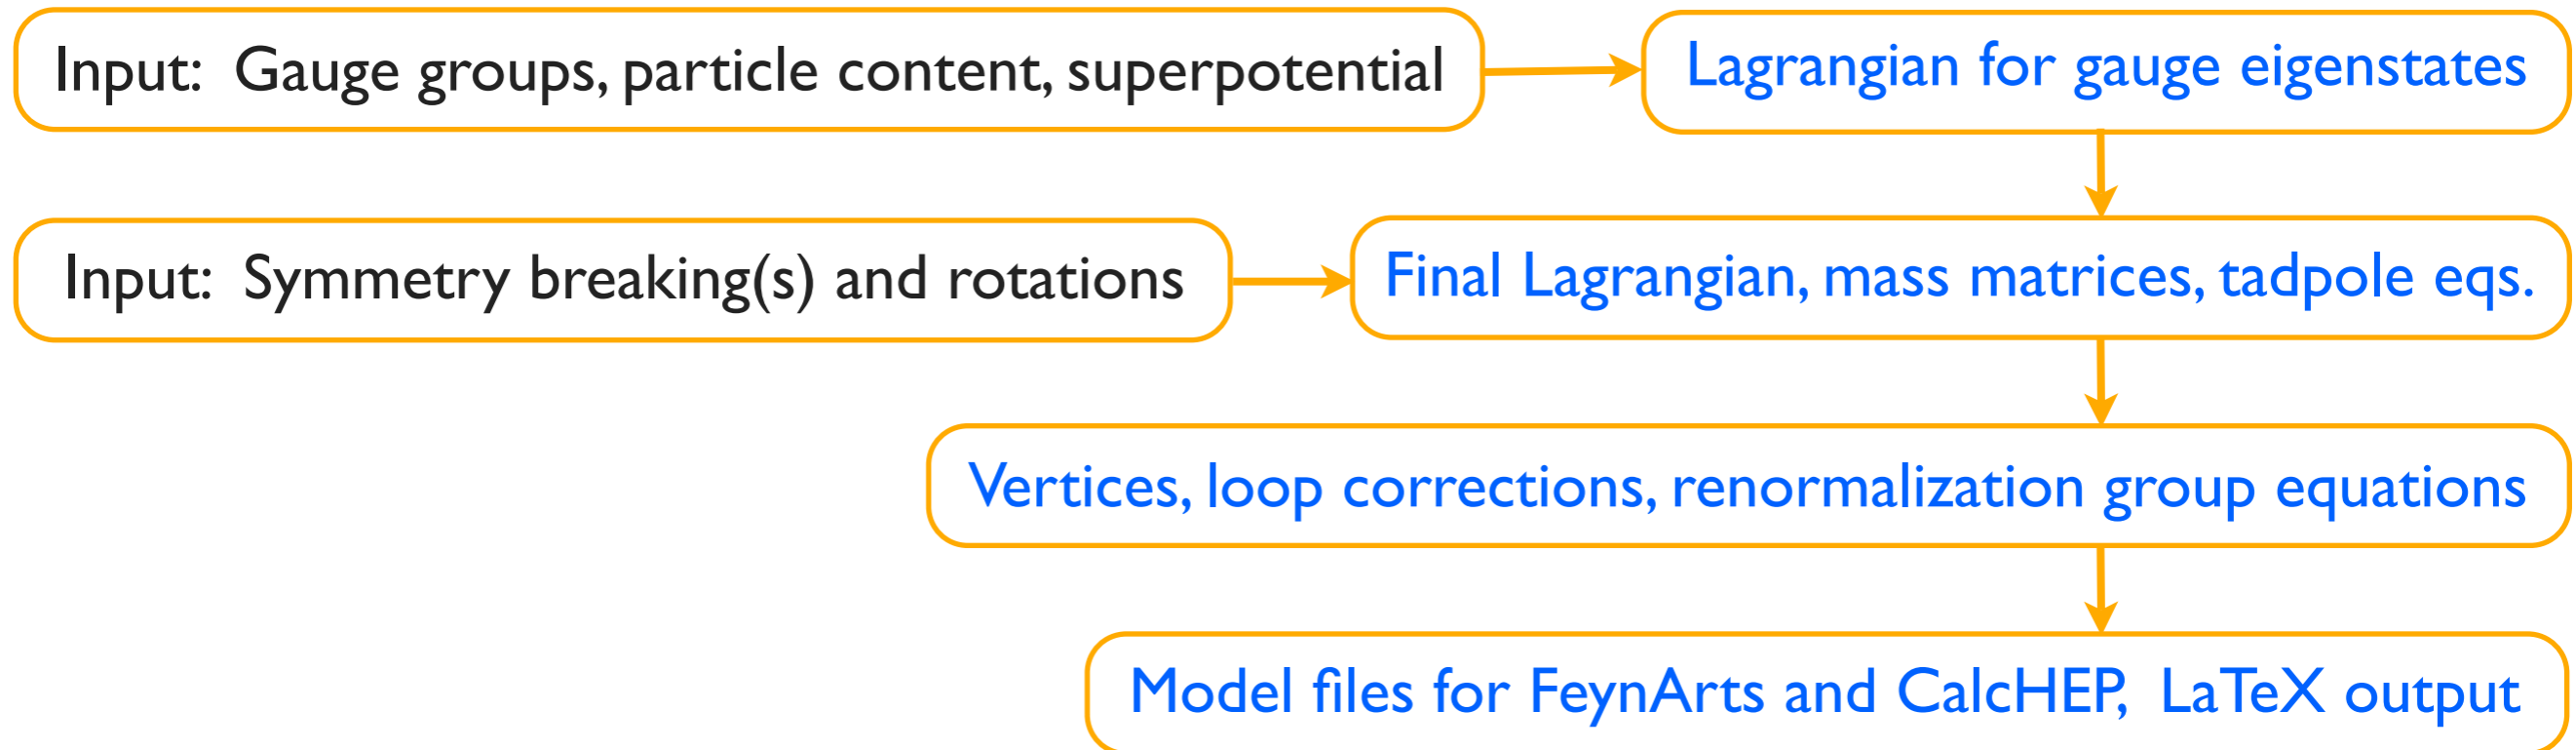 Input: Gauge groups, particle content, superpotential
Lagrangian for gauge eigenstates
Input: Symmetry breaking(s) and rotations
Final Lagrangian, mass matrices, tadpole eqs.
Vertices, loop corrections, renormalization group equations
Model files for FeynArts and CalcHEP, LaTeX output